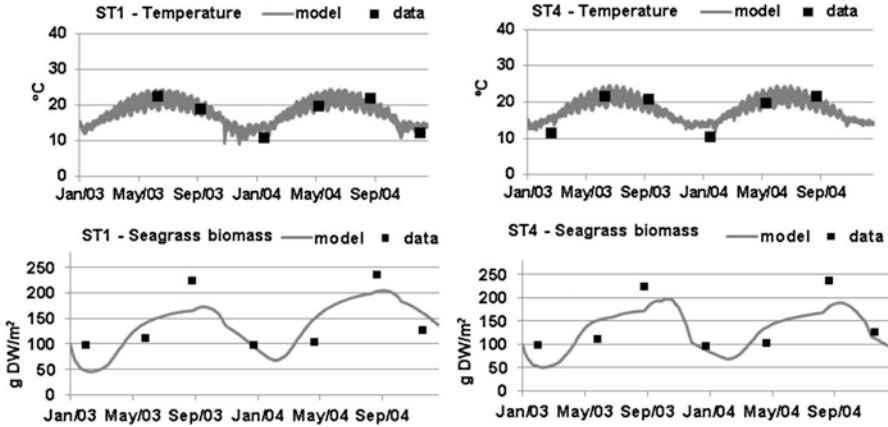 ST1 - Temperature model data
ºC
40
30
20
10
0
Jan/03 May/03 Sep/03 Jan/04 May/04 Sep/04
ST4 - Temperature model data
ºC
40
30
20
10
0
Jan/03 May/03 Sep/03 Jan/04 May/04 Sep/04
ST1 - Seagrass biomass model data
g DW/m²
250
200
150
100
50
0
Jan/03 May/03 Sep/03 Jan/04 May/04 Sep/04
ST4 - Seagrass biomass model data
g DW/m²
250
200
150
100
50
0
Jan/03 May/03 Sep/03 Jan/04 May/04 Sep/04